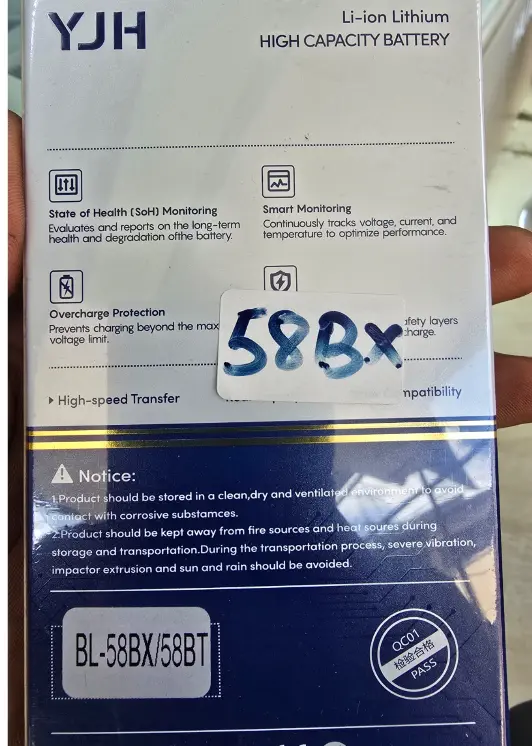 YJH
Li-ion Lithium
HIGH CAPACITY BATTERY
State of Health (SoH) Monitoring
Evaluates and reports on the long-term
health and degradation ofthe battery.
Smart Monitoring
Continuously tracks voltage, current, and
temperature to optimize performance.
Overcharge Protection
Prevents charging beyond the max
voltage limit.
afety layers
charge.
58BX
High-speed Transfer
mpatibility
Notice:
1.Product should be stored in a clean,dry and ventilated environment to avoid
contact with corrosive substamces.
2.Product should be kept away from fire sources and heat soures during
storage and transportation.During the transportation process, severe vibration,
impactor extrusion and sun and rain should be avoided.
BL-58BX/58BT
QC01
检验合格
PASS